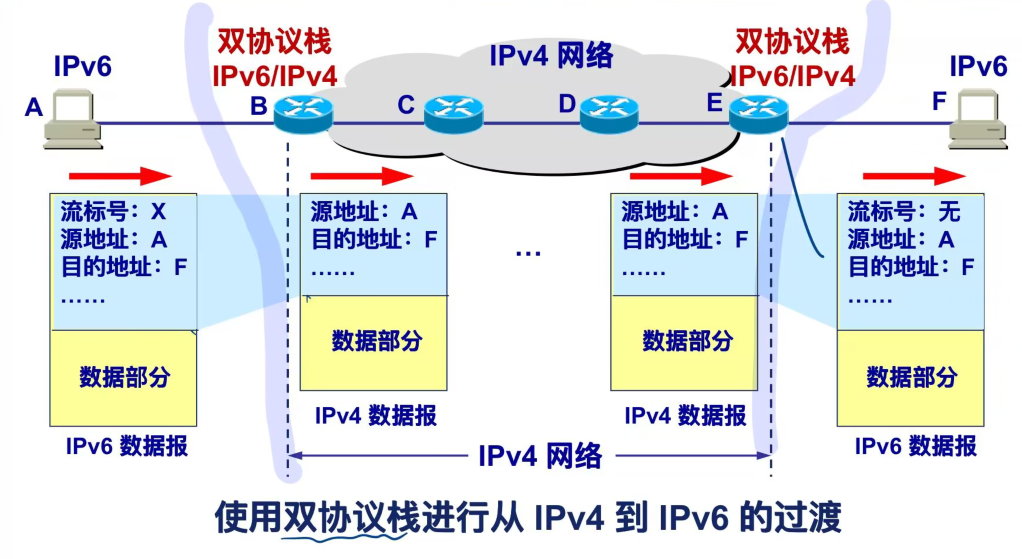 双协议栈
IPv6/IPv4
IPv4 网络
双协议栈
IPv6/IPv4
IPv6
IPv6
A
B
C
D
E
F
流标号：X
源地址：A
目的地址：F
……
数据部分
IPv6 数据报
源地址：A
目的地址：F
……
数据部分
IPv4 数据报
…
源地址：A
目的地址：F
……
数据部分
IPv4 数据报
流标号：无
源地址：A
目的地址：F
……
数据部分
IPv6 数据报
IPv4 网络
使用双协议栈进行从 IPv4 到 IPv6 的过渡